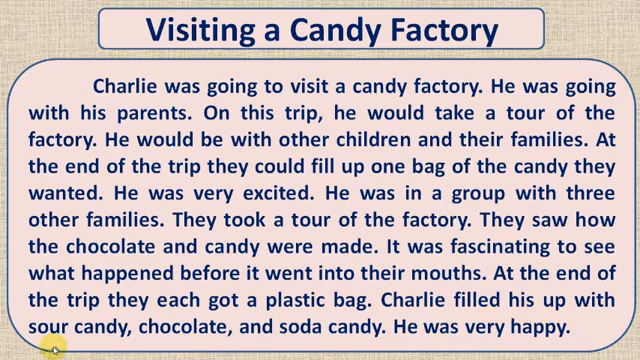 Visiting a Candy Factory
Charlie was going to visit a candy factory. He was going
with his parents. On this trip, he would take a tour of the
factory. He would be with other children and their families. At
the end of the trip they could fill up one bag of the candy they
wanted. He was very excited. He was in a group with three
other families. They took a tour of the factory. They saw how
the chocolate and candy were made. It was fascinating to see
what happened before it went into their mouths. At the end of
the trip they each got a plastic bag. Charlie filled his up with
sour candy, chocolate, and soda candy. He was very happy.